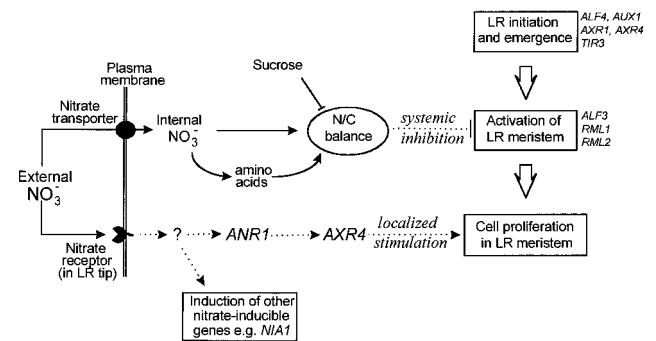 LR initiation
and emergence
ALF4, AUX1
AXR1, AXR4
TIR3
Plasma
membrane
Sucrose
Nitrate
transporter
Internal
NO3-
N/C
balance
systemic
inhibition
Activation of
LR meristem
ALF3
RML1
RML2
amino
acids
External
NO3-
Nitrate
receptor
(in LR tip)
?
ANR1
AXR4
localized
stimulation
Cell proliferation
in LR meristem
Induction of other
nitrate-inducible
genes e.g. NIA1